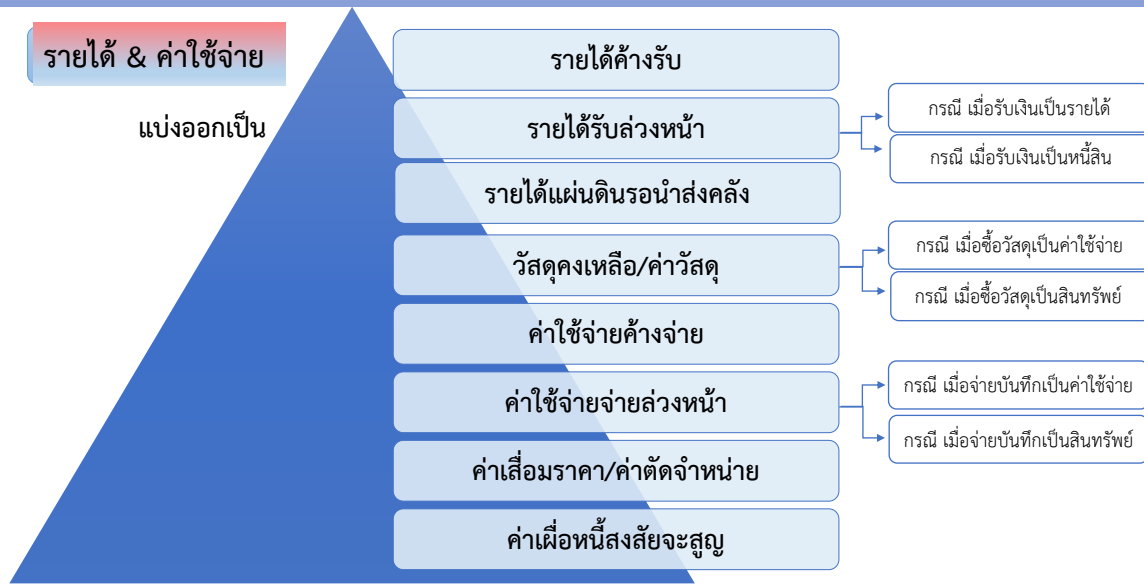 รายได้ & ค่าใช้จ่าย
แบ่งออกเป็น
รายได้ค้างรับ
รายได้รับล่วงหน้า
กรณี เมื่อรับเงินเป็นรายได้
กรณี เมื่อรับเงินเป็นหนี้สิน
รายได้แผ่นดินรอนำส่งคลัง
วัสดุคงเหลือ/ค่าวัสดุ
กรณี เมื่อซื้อวัสดุเป็นค่าใช้จ่าย
กรณี เมื่อซื้อวัสดุเป็นสินทรัพย์
ค่าใช้จ่ายค้างจ่าย
ค่าใช้จ่ายจ่ายล่วงหน้า
กรณี เมื่อจ่ายบันทึกเป็นค่าใช้จ่าย
กรณี เมื่อจ่ายบันทึกเป็นสินทรัพย์
ค่าเสื่อมราคา/ค่าตัดจำหน่าย
ค่าเผื่อหนี้สงสัยจะสูญ